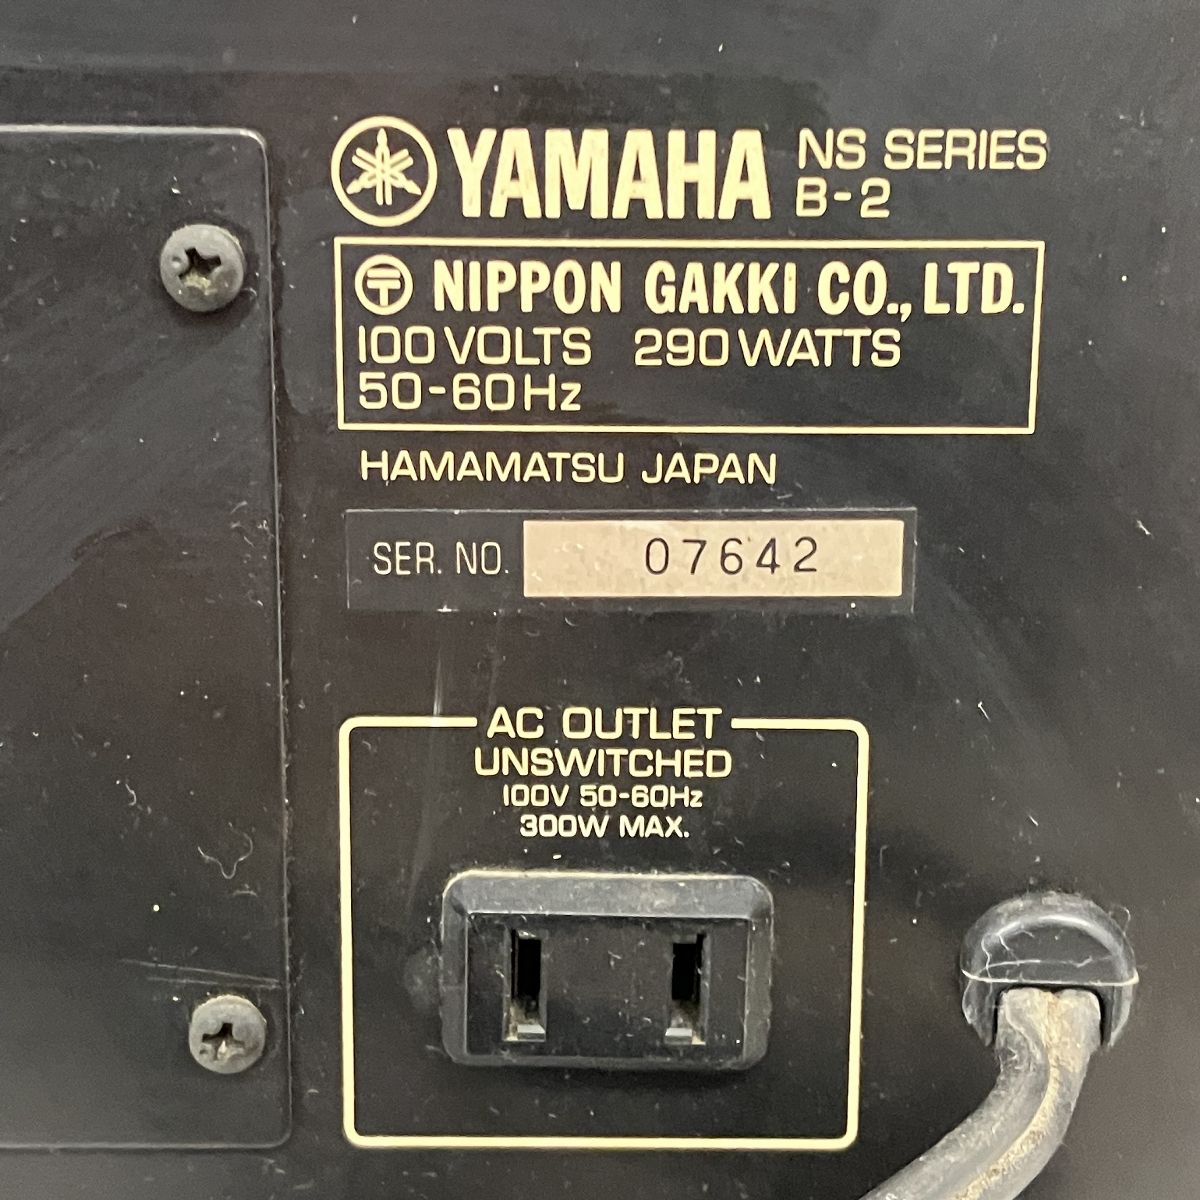 YAMAHA NS SERIES
B-2
〒 NIPPON GAKKI CO., LTD.
100 VOLTS 290 WATTS
50-60Hz
HAMAMATSU JAPAN
SER. NO. 07642
AC OUTLET
UNSWITCHED
100V 50-60Hz
300W MAX.